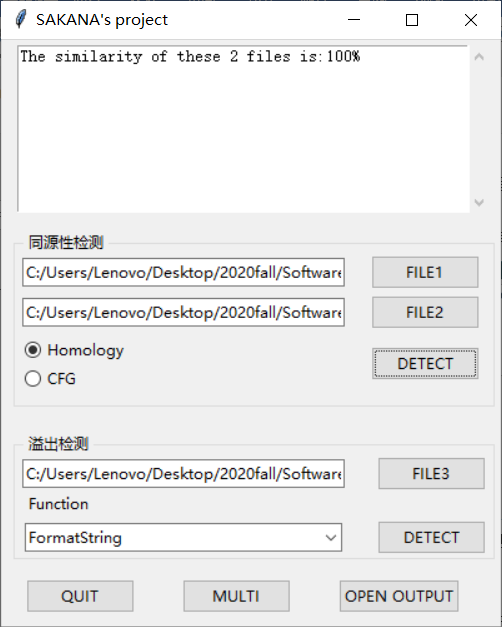 SAKANA's project
The similarity of these 2 files is:100%
同源性检测
C:/Users/Lenovo/Desktop/2020fall/Software
FILE1
C:/Users/Lenovo/Desktop/2020fall/Software
FILE2
Homology
CFG
DETECT
溢出检测
C:/Users/Lenovo/Desktop/2020fall/Software
FILE3
Function
FormatString
DETECT
QUIT
MULTI
OPEN OUTPUT